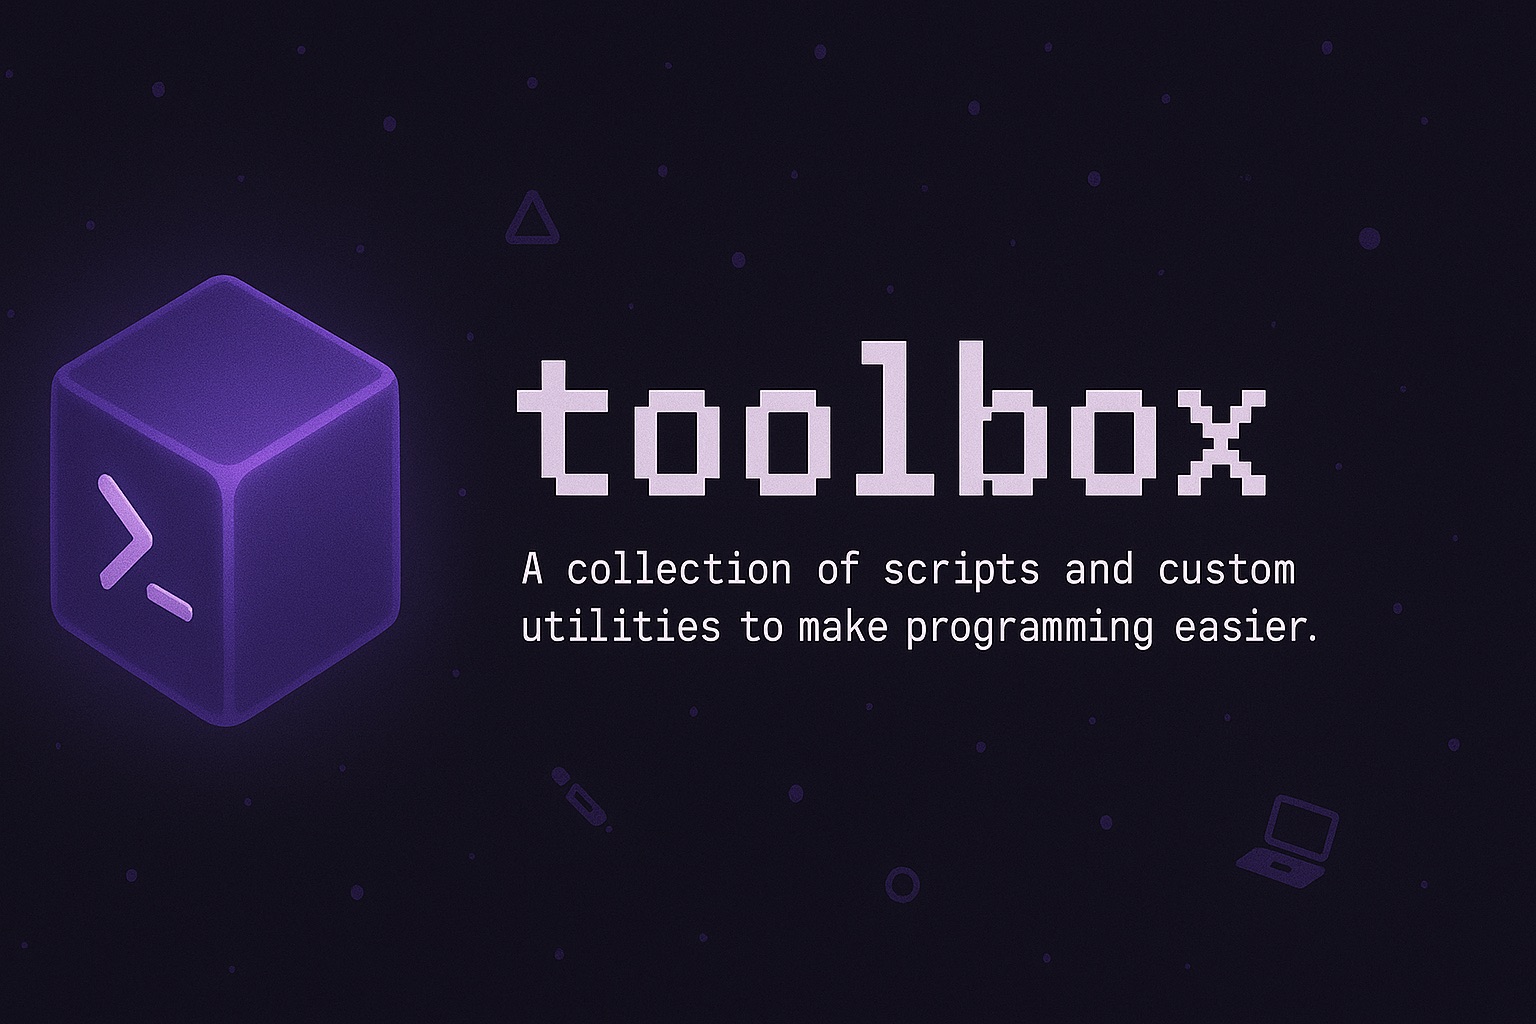 >_
toolbox
A collection of scripts and custom
utilities to make programming easier.